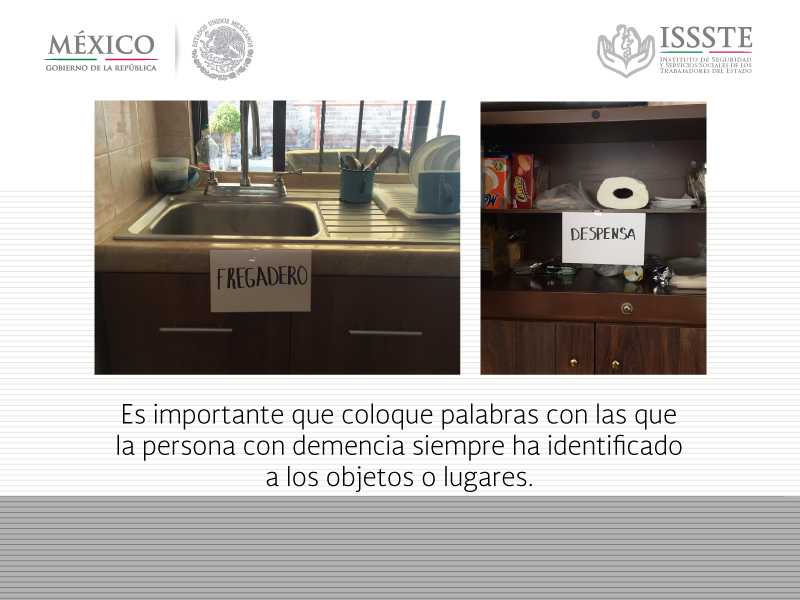 MÉXICO
GOBIERNO DE LA REPÚBLICA
ESTADOS UNIDOS MEXICANOS
ISSSTE
INSTITUTO DE SEGURIDAD
Y SERVICIOS SOCIALES DE LOS
TRABAJADORES DEL ESTADO
FREGADERO
DESPENSA
Es importante que coloque palabras con las que
la persona con demencia siempre ha identificado
a los objetos o lugares.